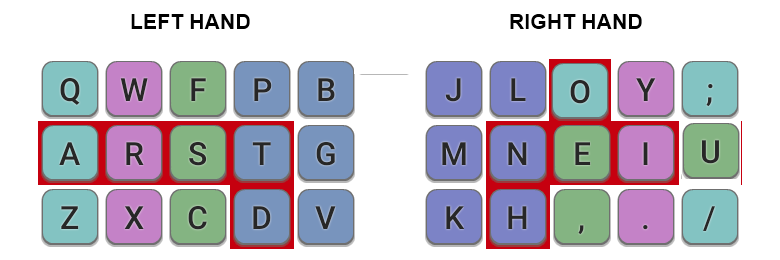 LEFT HAND RIGHT HAND
Q W F P B J L O Y ;
A R S T G M N E I U
Z X C D V K H , . /